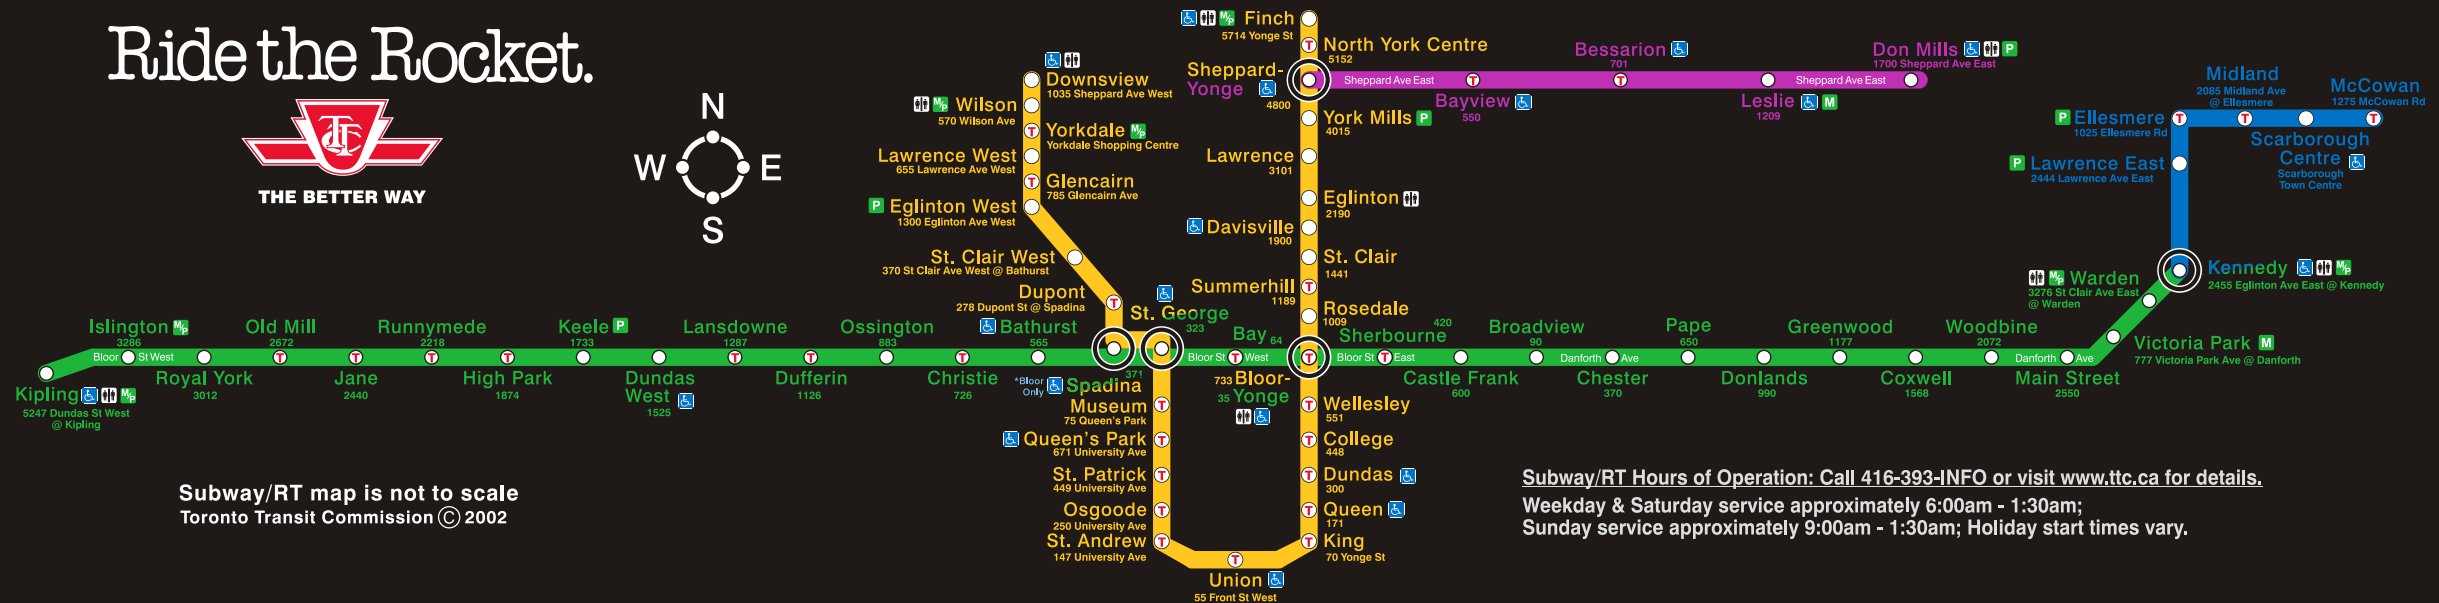 Ride the Rocket.
TTC
THE BETTER WAY
N
W
E
S
Subway/RT map is not to scale
Toronto Transit Commission © 2002
Downsview
1035 Sheppard Ave West
M/P Wilson
570 Wilson Ave
Yorkdale M/P
Yorkdale Shopping Centre
Lawrence West
655 Lawrence Ave West
Glencairn
785 Glencairn Ave
P Eglinton West
1300 Eglinton Ave West
St. Clair West
370 St Clair Ave West @ Bathurst
Dupont
278 Dupont St @ Spadina
St. George
323
371
*Bloor
Only
Spadina
Museum
75 Queen's Park
Queen's Park
671 University Ave
St. Patrick
449 University Ave
Osgoode
250 University Ave
St. Andrew
147 University Ave
Union
55 Front St West
M/P Finch
5714 Yonge St
North York Centre
5152
Sheppard-
Yonge
4800
York Mills P
4015
Lawrence
3101
Eglinton
2190
Davisville
1900
St. Clair
1441
Summerhill
1189
Rosedale
1009
733 Bloor-
35 Yonge
Wellesley
551
College
448
Dundas
300
Queen
171
King
70 Yonge St
Sheppard Ave East
Bayview
550
Bessarion
701
Leslie M
1209
Sheppard Ave East
Don Mills P
1700 Sheppard Ave East
Kipling M/P
5247 Dundas St West
@ Kipling
Islington M/P
3286
Bloor St West
Royal York
3012
Old Mill
2672
Jane
2440
Runnymede
2218
High Park
1874
Keele P
1733
Dundas
West
1525
Lansdowne
1287
Dufferin
1126
Ossington
883
Christie
726
Bathurst
565
Bay 64
Bloor St West
Sherbourne
420
Bloor St East
Castle Frank
600
Broadview
90
Danforth Ave
Chester
370
Pape
650
Donlands
990
Greenwood
1177
Coxwell
1568
Woodbine
2072
Danforth Ave
Main Street
2550
Victoria Park M
777 Victoria Park Ave @ Danforth
M/P Warden
3276 St Clair Ave East
@ Warden
Kennedy M/P
2455 Eglinton Ave East @ Kennedy
P Lawrence East
2444 Lawrence Ave East
P Ellesmere
1025 Ellesmere Rd
Midland
2085 Midland Ave
@ Ellesmere
Scarborough
Centre
Scarborough
Town Centre
McCowan
1275 McCowan Rd
Subway/RT Hours of Operation: Call 416-393-INFO or visit www.ttc.ca for details.
Weekday & Saturday service approximately 6:00am - 1:30am;
Sunday service approximately 9:00am - 1:30am; Holiday start times vary.